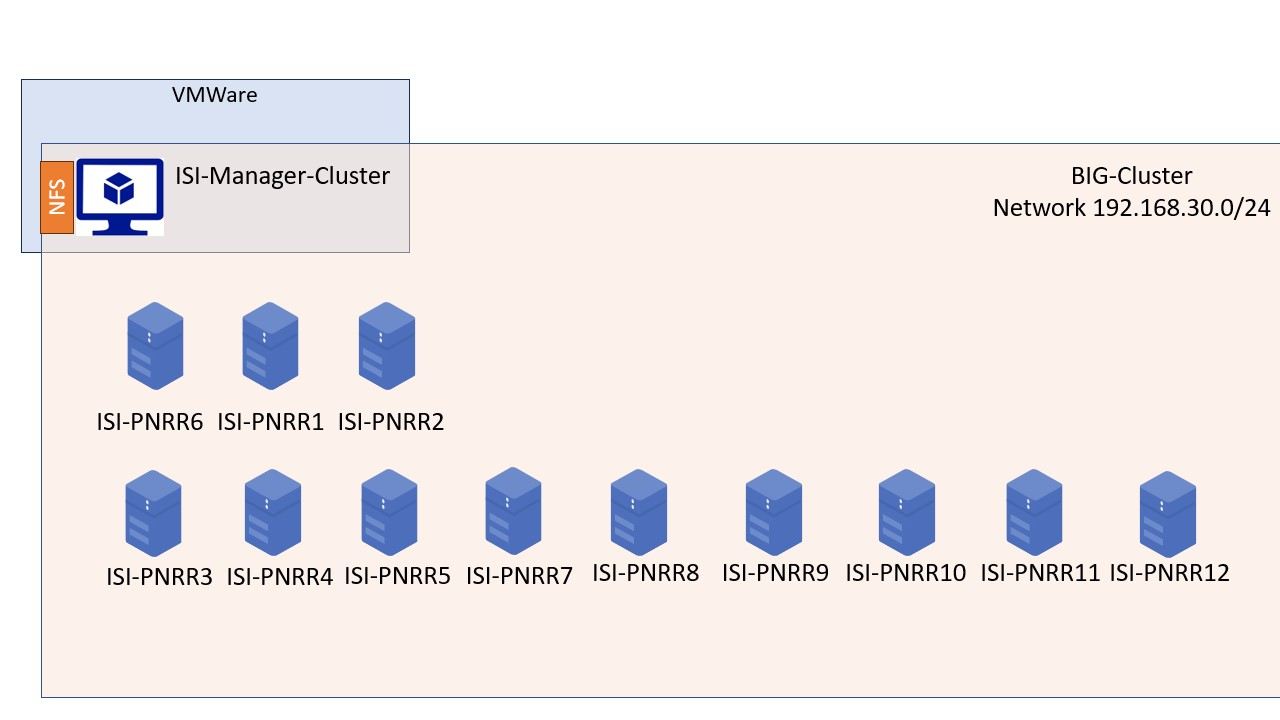 VMWare
NFS
ISI-Manager-Cluster
BIG-Cluster
Network 192.168.30.0/24
ISI-PNRR6 ISI-PNRR1 ISI-PNRR2
ISI-PNRR3 ISI-PNRR4 ISI-PNRR5 ISI-PNRR7 ISI-PNRR8 ISI-PNRR9 ISI-PNRR10 ISI-PNRR11 ISI-PNRR12